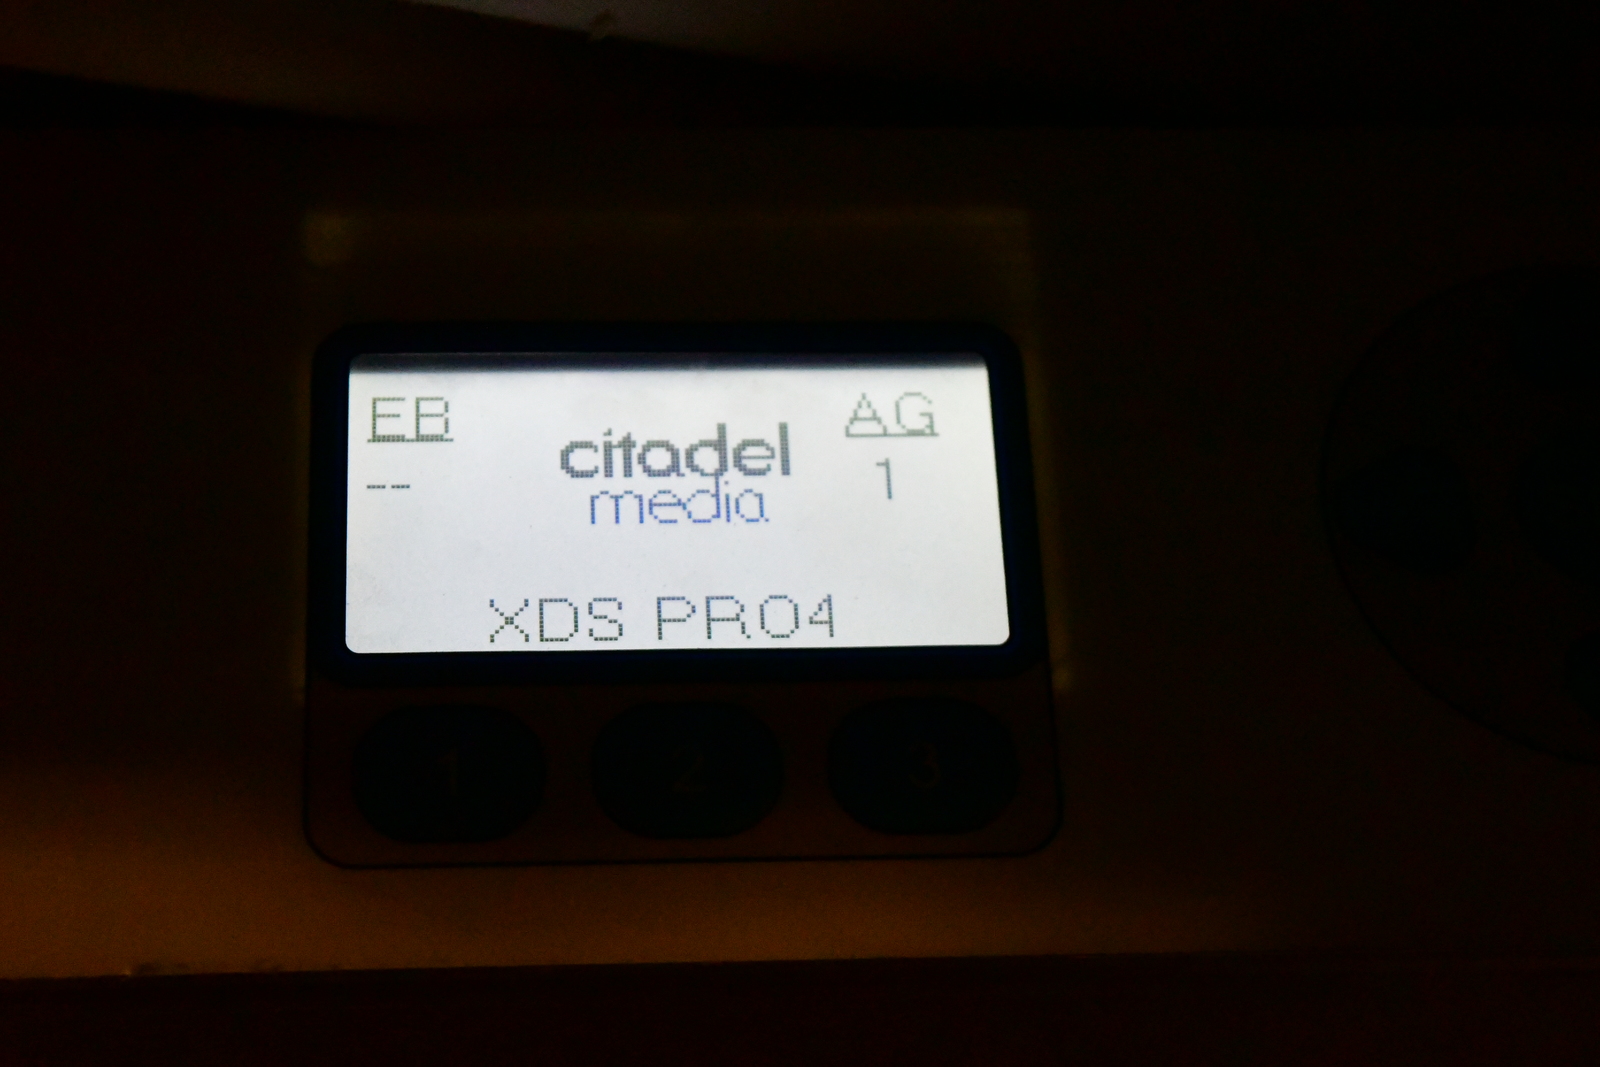 EB
citadel
AG
--
media
1
XDS PRO4
1
2
3